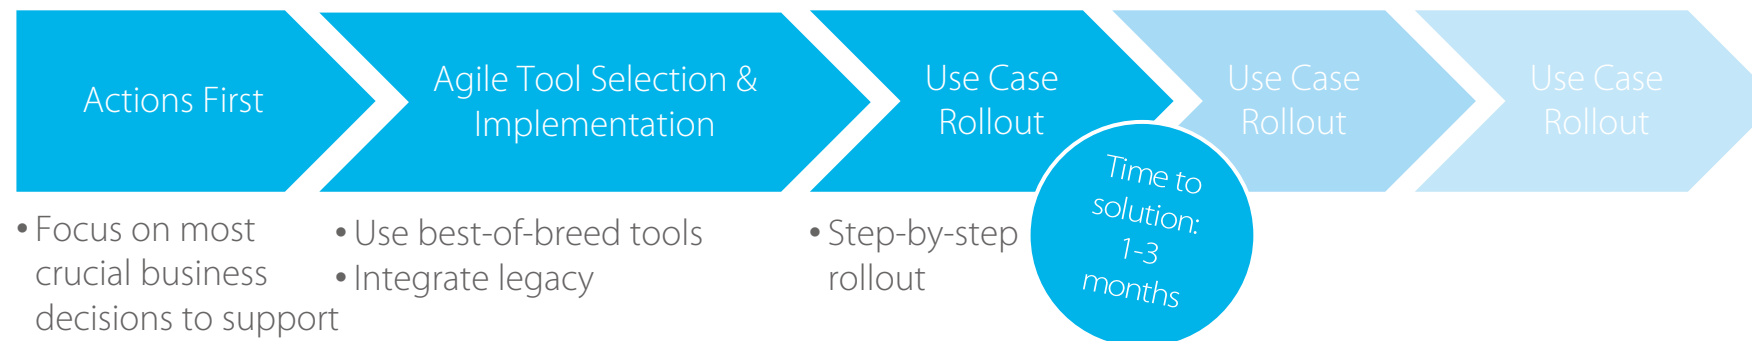 Actions First
Agile Tool Selection &
Implementation
Use Case
Rollout
Use Case
Rollout
Use Case
Rollout
Time to
solution:
1-3
months
• Focus on most
crucial business
decisions to support
• Use best-of-breed tools
• Integrate legacy
• Step-by-step
rollout